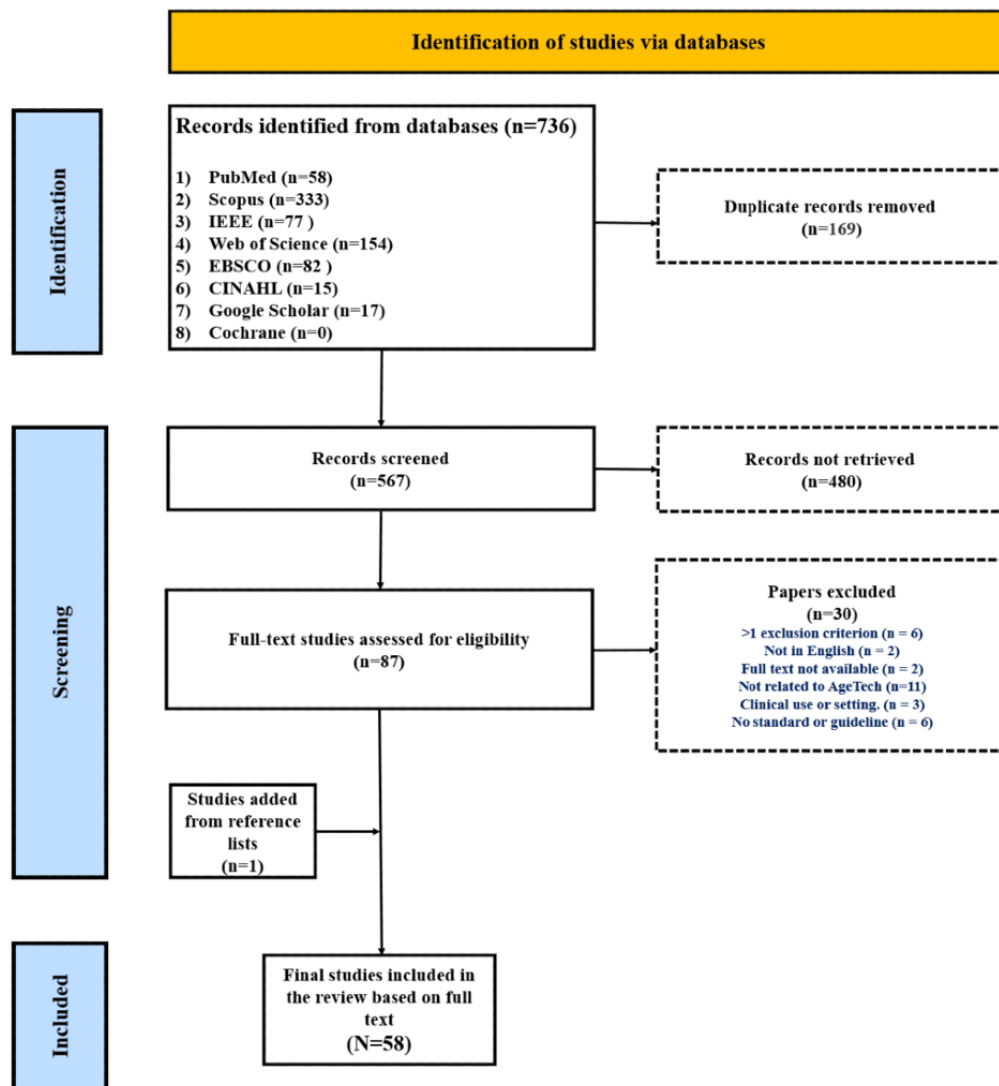 Identification of studies via databases
Identification
Records identified from databases (n=736)
1) PubMed (n=58)
2) Scopus (n=333)
3) IEEE (n=77 )
4) Web of Science (n=154)
5) EBSCO (n=82 )
6) CINAHL (n=15)
7) Google Scholar (n=17)
8) Cochrane (n=0)
Duplicate records removed
(n=169)
Screening
Records screened
(n=567)
Records not retrieved
(n=480)
Full-text studies assessed for eligibility
(n=87)
Papers excluded
(n=30)
>1 exclusion criterion (n = 6)
Not in English (n = 2)
Full text not available (n = 2)
Not related to AgeTech (n=11)
Clinical use or setting. (n = 3)
No standard or guideline (n = 6)
Studies added
from reference
lists
(n=1)
Included
Final studies included in
the review based on full
text
(N=58)